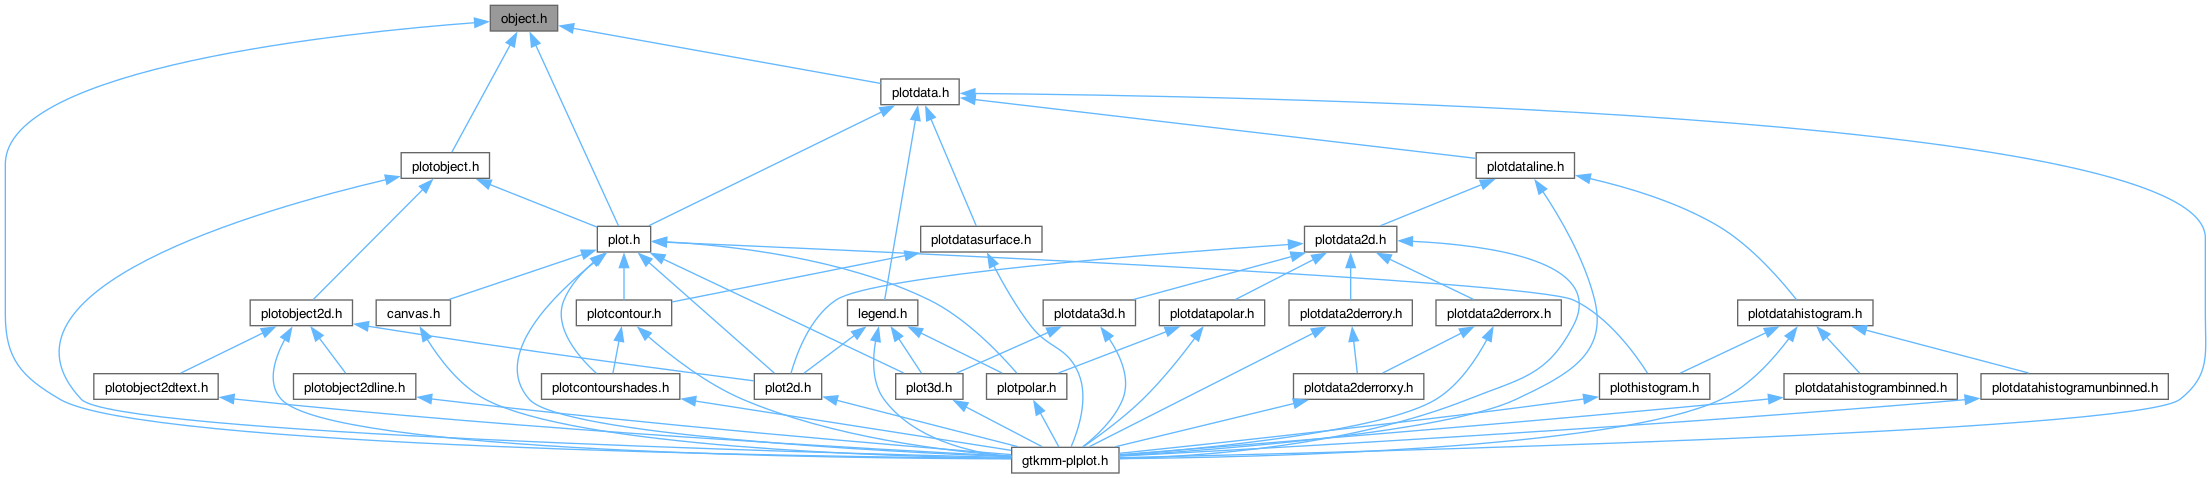 object.h
plotdata.h
plotobject.h
plotdataline.h
plot.h
plotdatasurface.h
plotdata2d.h
plotobject2d.h
canvas.h
plotcontour.h
legend.h
plotdata3d.h
plotdatapolar.h
plotdata2derrory.h
plotdata2derrorx.h
plotdatahistogram.h
plotobject2dtext.h
plotobject2dline.h
plotcontourshades.h
plot2d.h
plot3d.h
plotpolar.h
plotdata2derrorxy.h
plothistogram.h
plotdatahistogrambinned.h
plotdatahistogramunbinned.h
gtkmm-plplot.h